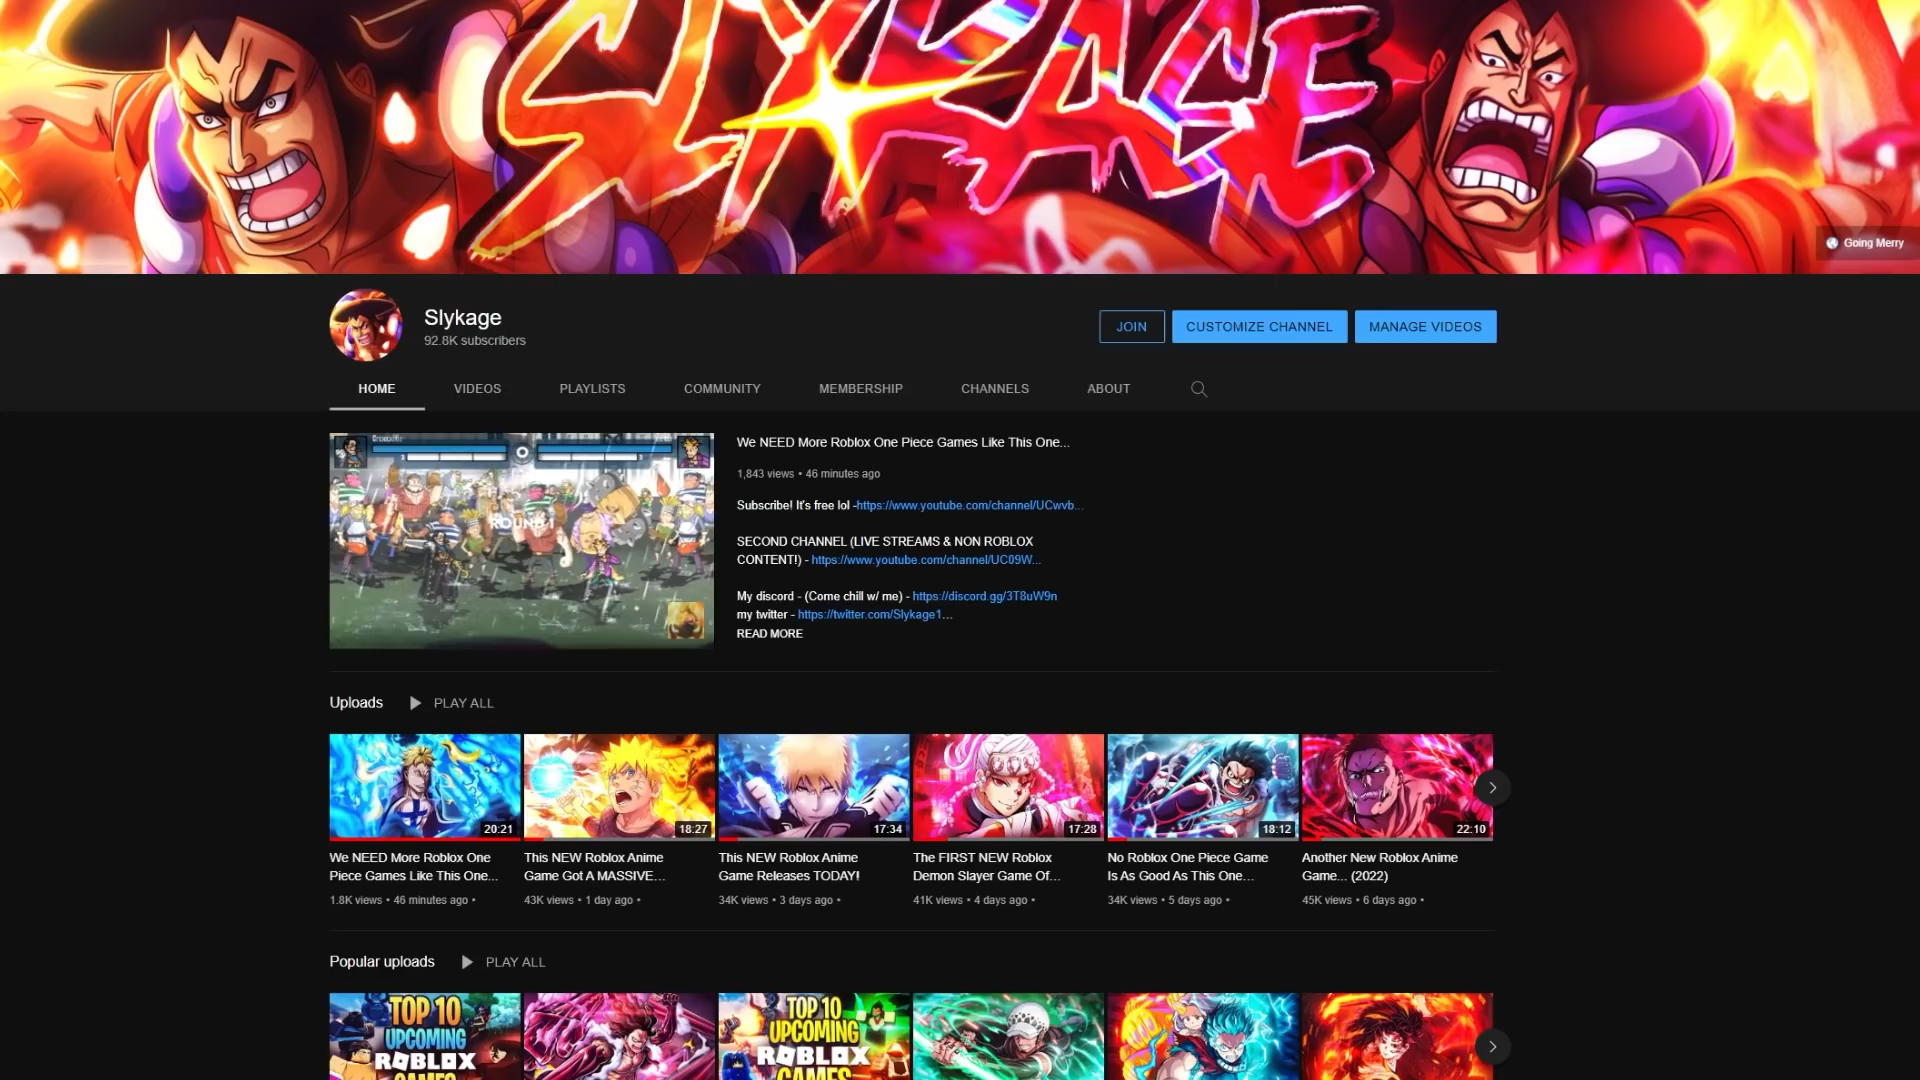 SLYKAGE
Going Merry
Slykage
92.8K subscribers
JOIN
CUSTOMIZE CHANNEL
MANAGE VIDEOS
HOME
VIDEOS
PLAYLISTS
COMMUNITY
MEMBERSHIP
CHANNELS
ABOUT
ROUND 1
We NEED More Roblox One Piece Games Like This One...
1,843 views • 46 minutes ago
Subscribe! It's free lol -https://www.youtube.com/channel/UCwvb...
SECOND CHANNEL (LIVE STREAMS & NON ROBLOX
CONTENT!) - https://www.youtube.com/channel/UC09W...
My discord - (Come chill w/ me) - https://discord.gg/3T8uW9n
my twitter - https://twitter.com/Slykage1...
READ MORE
Uploads
PLAY ALL
20:21
We NEED More Roblox One
Piece Games Like This One...
1.8K views • 46 minutes ago •
18:27
This NEW Roblox Anime
Game Got A MASSIVE...
43K views • 1 day ago •
17:34
This NEW Roblox Anime
Game Releases TODAY!
34K views • 3 days ago •
17:28
The FIRST NEW Roblox
Demon Slayer Game Of...
41K views • 4 days ago •
18:12
No Roblox One Piece Game
Is As Good As This One...
34K views • 5 days ago •
22:10
Another New Roblox Anime
Game... (2022)
45K views • 6 days ago •
Popular uploads
PLAY ALL
TOP 10
UPCOMING
ROBLOX
GAMES
TOP 10
UPCOMING
ROBLOX
GAMES